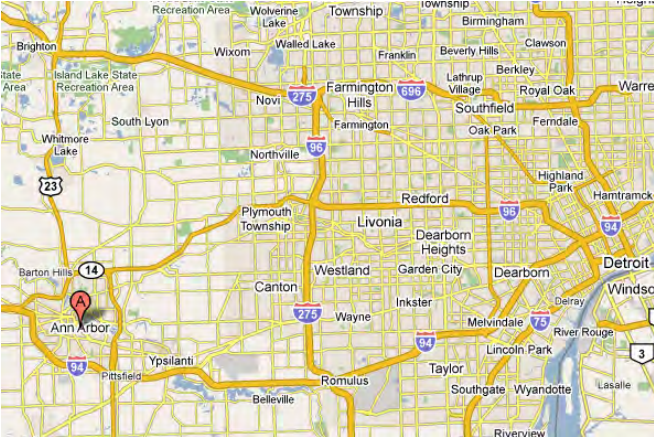 Recreation Area
Wolverine
Lake
Township
Township
Birmingham
Brighton
Wixom
Walled Lake
Franklin
Beverly Hills
Clawson
Island Lake State
Recreation Area
State
Area
Lathrup
Village
Berkley
Royal Oak
Warre
Novi
275
Farmington
Hills
696
Southfield
South Lyon
Farmington
Oak Park
Ferndale
Whitmore
Lake
Northville
96
Highland
Park
23
Hamtramck
Plymouth
Township
Redford
96
94
Livonia
Dearborn
Heights
Barton Hills
14
Westland
Garden City
Dearborn
Detroit
Canton
Windso
A
Ann Arbor
275
Wayne
Inkster
Melvindale
75
Delray
River Rouge
94
Lincoln Park
3
94
Ypsilanti
Pittsfield
Romulus
Taylor
Southgate
Wyandotte
Lasalle
Belleville
Riverview